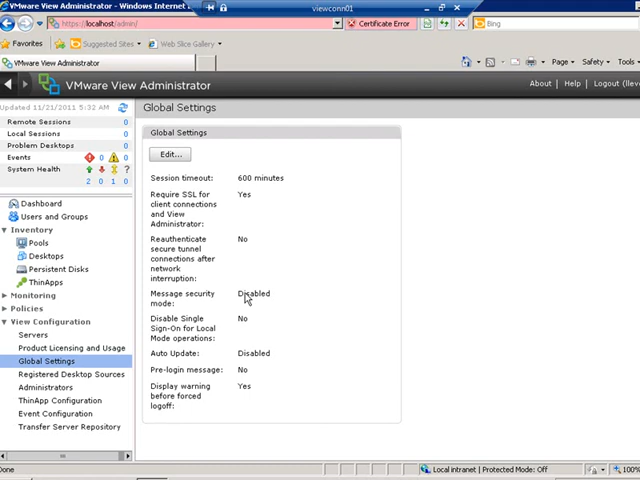 VMware View Administrator - Windows Internet
viewconn01
https://localhost/admin/
Certificate Error
Bing
Favorites
Suggested Sites
Web Slice Gallery
VMware View Administrator
Page
Safety
Tools
VMware View Administrator
About
Help
Logout (llev
Updated 11/21/2011 5:32 AM
Remote Sessions 0
Local Sessions 0
Problem Desktops 0
Events 0 0
System Health ?
2 0 1 0
Dashboard
Users and Groups
Inventory
Pools
Desktops
Persistent Disks
ThinApps
Monitoring
Policies
View Configuration
Servers
Product Licensing and Usage
Global Settings
Registered Desktop Sources
Administrators
ThinApp Configuration
Event Configuration
Transfer Server Repository
Global Settings
Global Settings
Edit...
Session timeout: 600 minutes
Require SSL for Yes
client connections
and View
Administrator:
Reauthenticate No
secure tunnel
connections after
network
interruption:
Message security Disabled
mode:
Disable Single No
Sign-On for Local
Mode operations:
Auto Update: Disabled
Pre-login message: No
Display warning Yes
before forced
logoff:
Done
Local intranet | Protected Mode: Off
100%